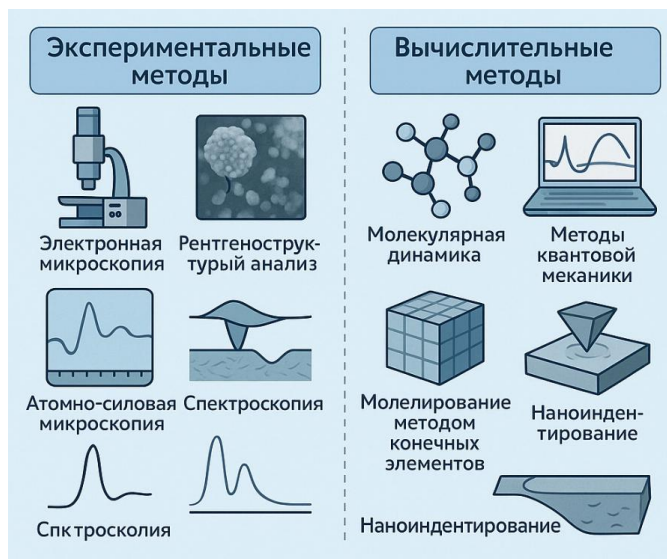 Экспериментальные
методы
Электронная
микроскопия
Рентгенострук-
турый анализ
Атомно-силовая
микроскопия
Спектроскопия
Спктросколия
Вычислительные
методы
Молекулярная
динамика
Методы
квантовой
механики
Молелирование
методом
конечных
элементов
Наноинден-
тирование
Наноиндентирование